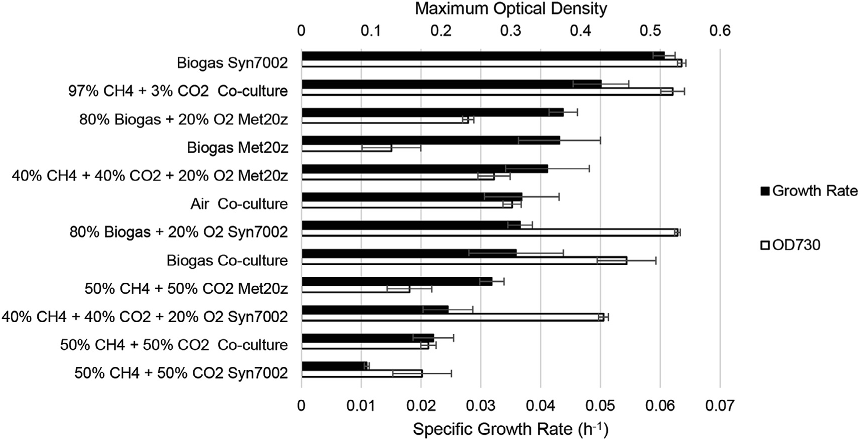 Maximum Optical Density
0 0.1 0.2 0.3 0.4 0.5 0.6
Biogas Syn7002
97% CH4 + 3% CO2 Co-culture
80% Biogas + 20% O2 Met20z
Biogas Met20z
40% CH4 + 40% CO2 + 20% O2 Met20z
Air Co-culture
80% Biogas + 20% O2 Syn7002
Biogas Co-culture
50% CH4 + 50% CO2 Met20z
40% CH4 + 40% CO2 + 20% O2 Syn7002
50% CH4 + 50% CO2 Co-culture
50% CH4 + 50% CO2 Syn7002
0 0.01 0.02 0.03 0.04 0.05 0.06 0.07
Specific Growth Rate (h-1)
Growth Rate
OD730